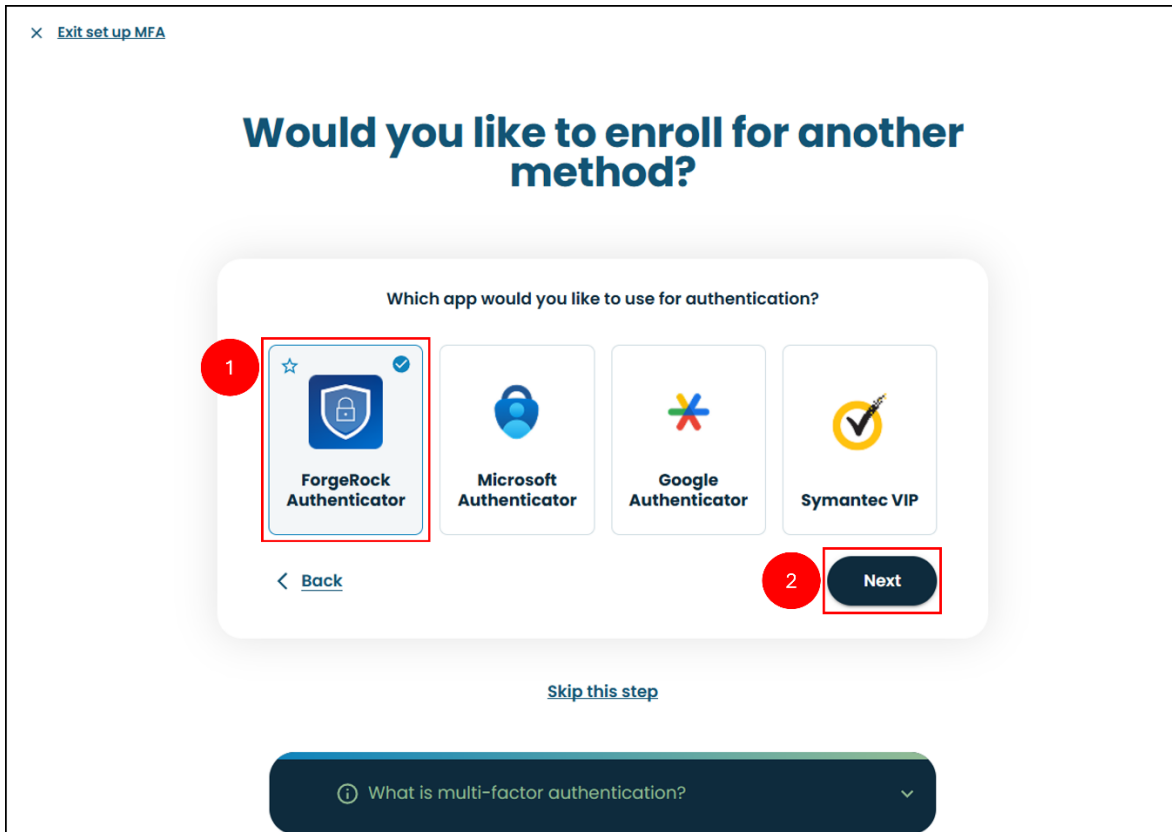 Exit set up MFA
Would you like to enroll for another
method?
Which app would you like to use for authentication?
1
ForgeRock
Authenticator
Microsoft
Authenticator
Google
Authenticator
Symantec VIP
Back
2
Next
Skip this step
What is multi-factor authentication?